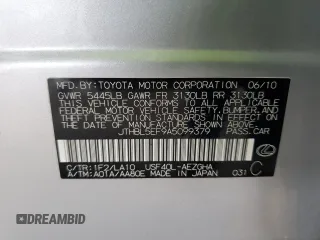 MFD. BY: TOYOTA MOTOR CORPORATION 06/10
GVWR 5445LB GAWR FR 3130LB RR 3130LB
THIS VEHICLE CONFORMS TO ALL APPLICABLE
FEDERAL MOTOR VEHICLE SAFETY, BUMPER, AND
THEFT PREVENTION STANDARDS IN EFFECT ON
THE DATE OF MANUFACTURE SHOWN ABOVE.
JTHBL5EF9A5099379 PASS.CAR
C/TR:1F2/LA10 USF40L-AEZGHA
A/TM:A01A/AA80E MADE IN JAPAN 031 C
AUTOBIDMASTER